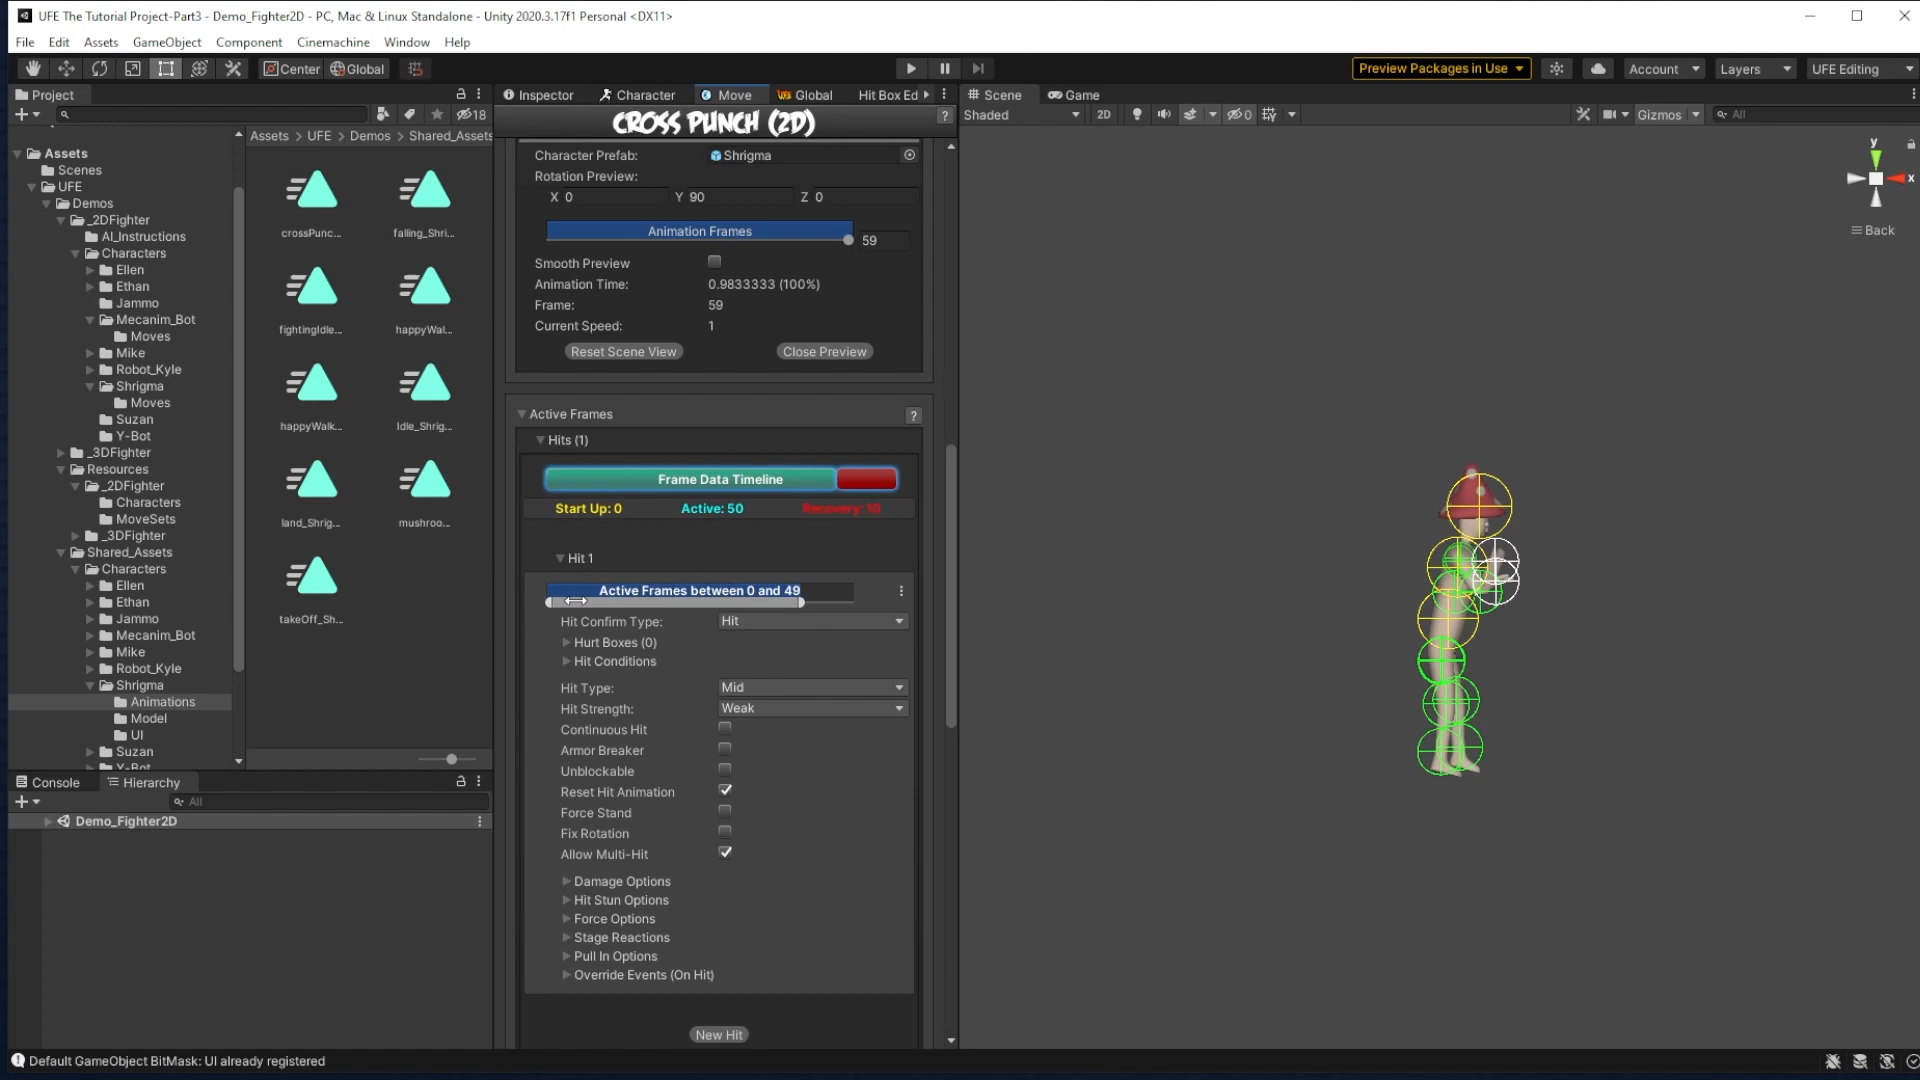 UFE The Tutorial Project-Part3 - Demo_Fighter2D - PC, Mac & Linux Standalone - Unity 2020.3.17f1 Personal <DX11>
File Edit Assets GameObject Component Cinemachine Window Help
Center Global Preview Packages in Use Account Layers UFE Editing
Project
18
Assets
Scenes
UFE
Demos
_2DFighter
AI_Instructions
Characters
Ellen
Ethan
Jammo
Mecanim_Bot
Moves
Mike
Robot_Kyle
Shrigma
Moves
Suzan
Y-Bot
_3DFighter
Resources
_2DFighter
Characters
MoveSets
_3DFighter
Shared_Assets
Characters
Ellen
Ethan
Jammo
Mecanim_Bot
Mike
Robot_Kyle
Shrigma
Animations
Model
UI
Suzan
Y-Bot
Assets > UFE > Demos > Shared_Assets
crossPunc... falling_Shri...
fightingIdle... happyWal...
happyWalk... Idle_Shrig...
land_Shrig... mushroo...
takeOff_Sh...
Console Hierarchy
All
Demo_Fighter2D
Inspector Character Move Global Hit Box Ed
CROSS PUNCH (2D)
?
Character Prefab: Shrigma
Rotation Preview:
X 0 Y 90 Z 0
Animation Frames
59
Smooth Preview
Animation Time: 0.9833333 (100%)
Frame: 59
Current Speed: 1
Reset Scene View Close Preview
Active Frames ?
Hits (1)
Frame Data Timeline
Start Up: 0 Active: 50 Recovery: 10
Hit 1
Active Frames between 0 and 49
Hit Confirm Type: Hit
Hurt Boxes (0)
Hit Conditions
Hit Type: Mid
Hit Strength: Weak
Continuous Hit
Armor Breaker
Unblockable
Reset Hit Animation
Force Stand
Fix Rotation
Allow Multi-Hit
Damage Options
Hit Stun Options
Force Options
Stage Reactions
Pull In Options
Override Events (On Hit)
New Hit
Scene Game
Shaded 2D 0 Gizmos All
y
x
Back
Default GameObject BitMask: UI already registered